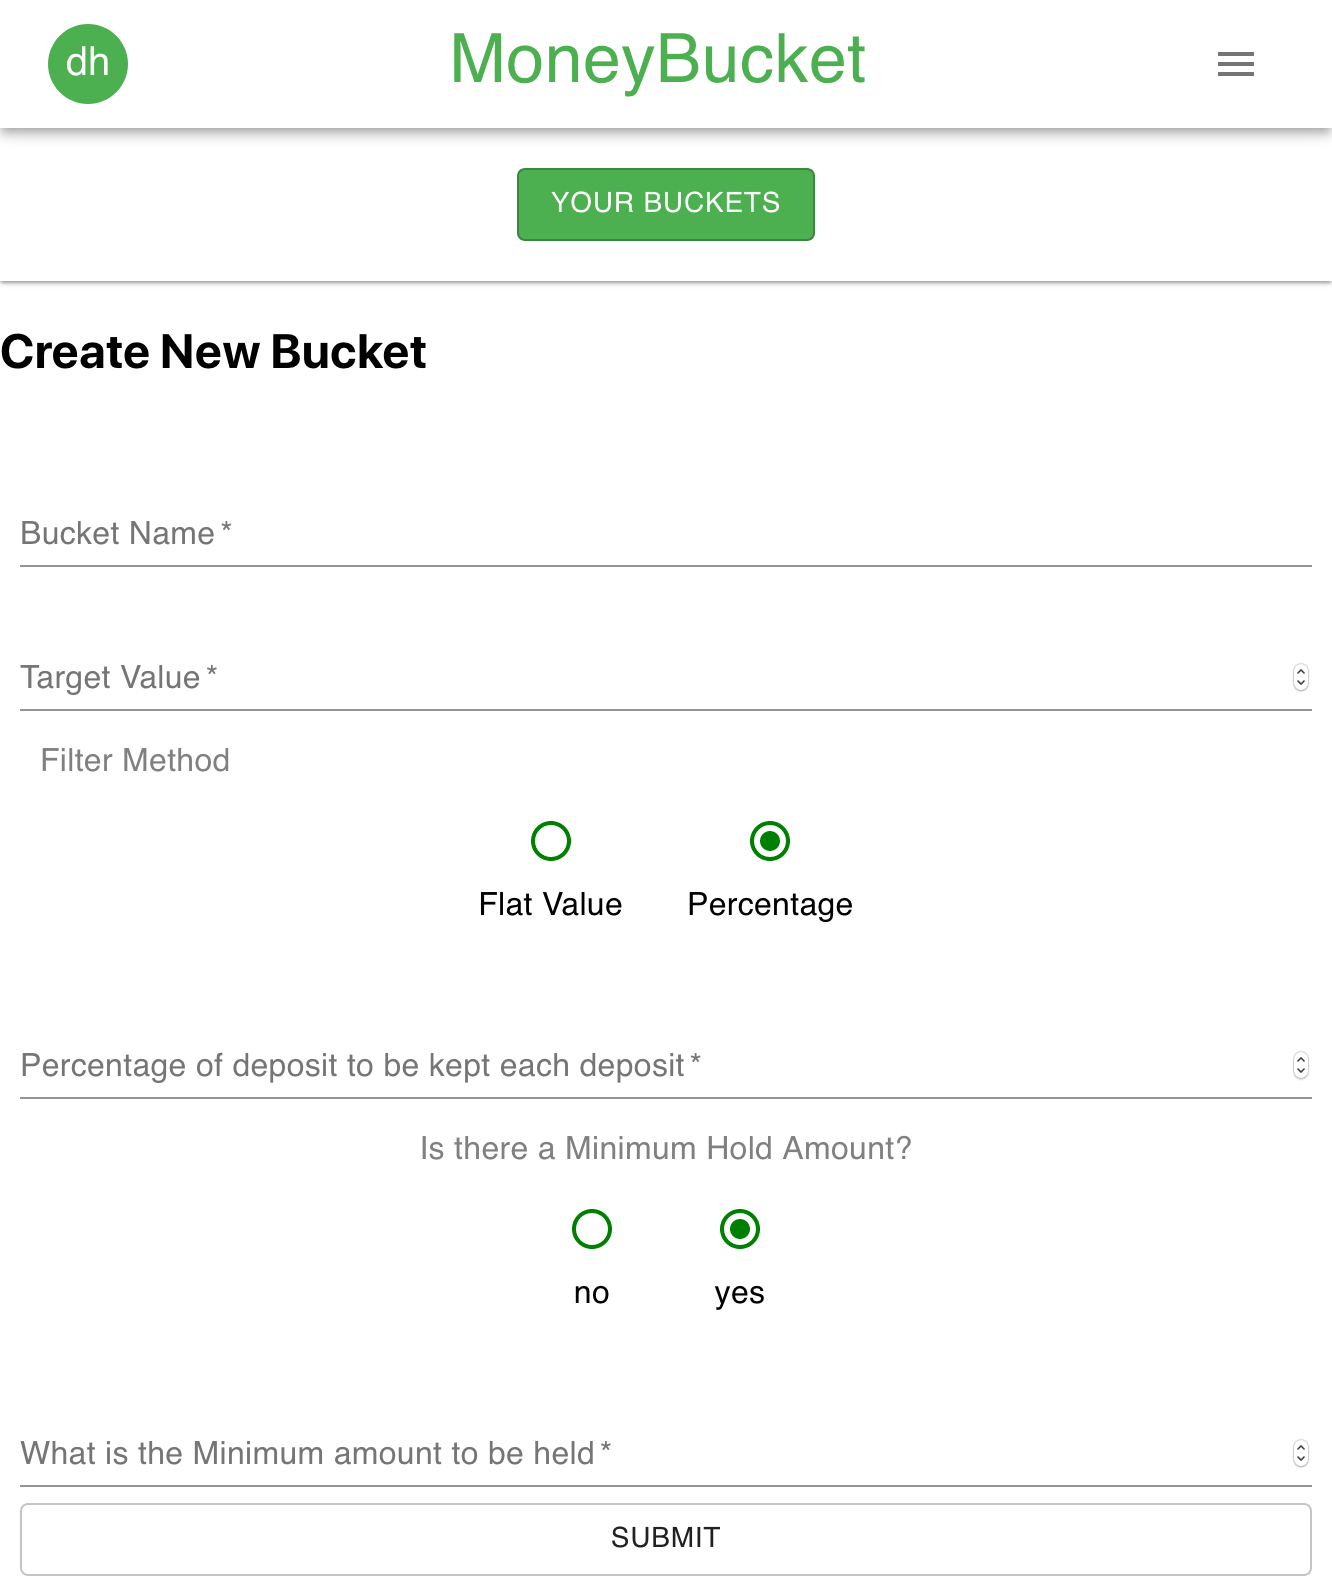 dh
MoneyBucket
YOUR BUCKETS
Create New Bucket
Bucket Name *
Target Value *
Filter Method
Flat Value
Percentage
Percentage of deposit to be kept each deposit *
Is there a Minimum Hold Amount?
no
yes
What is the Minimum amount to be held *
SUBMIT